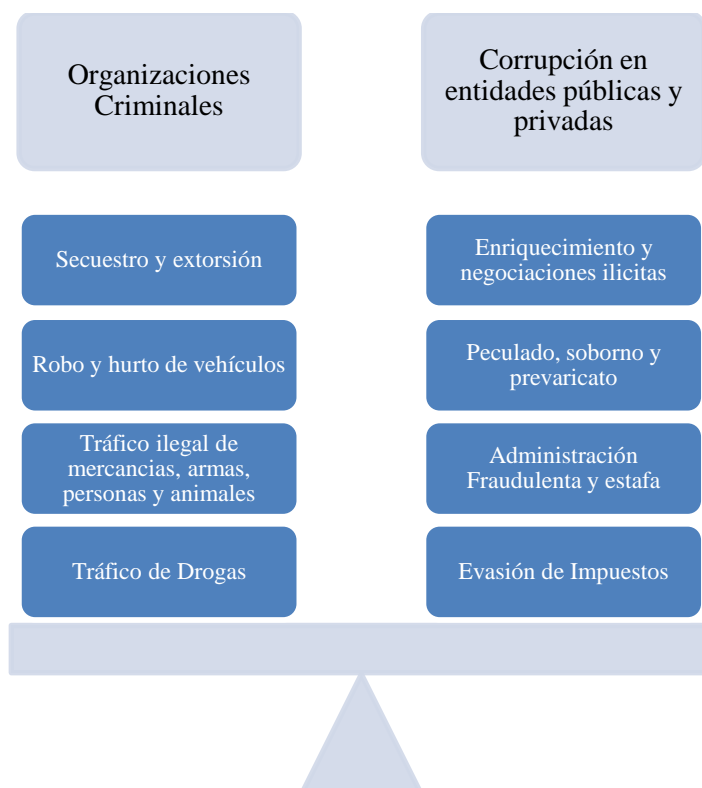 Organizaciones
Criminales
Secuestro y extorsión
Robo y hurto de vehículos
Tráfico ilegal de
mercancias, armas,
personas y animales
Tráfico de Drogas
Corrupción en
entidades públicas y
privadas
Enriquecimiento y
negociaciones ilicitas
Peculado, soborno y
prevaricato
Administración
Fraudulenta y estafa
Evasión de Impuestos